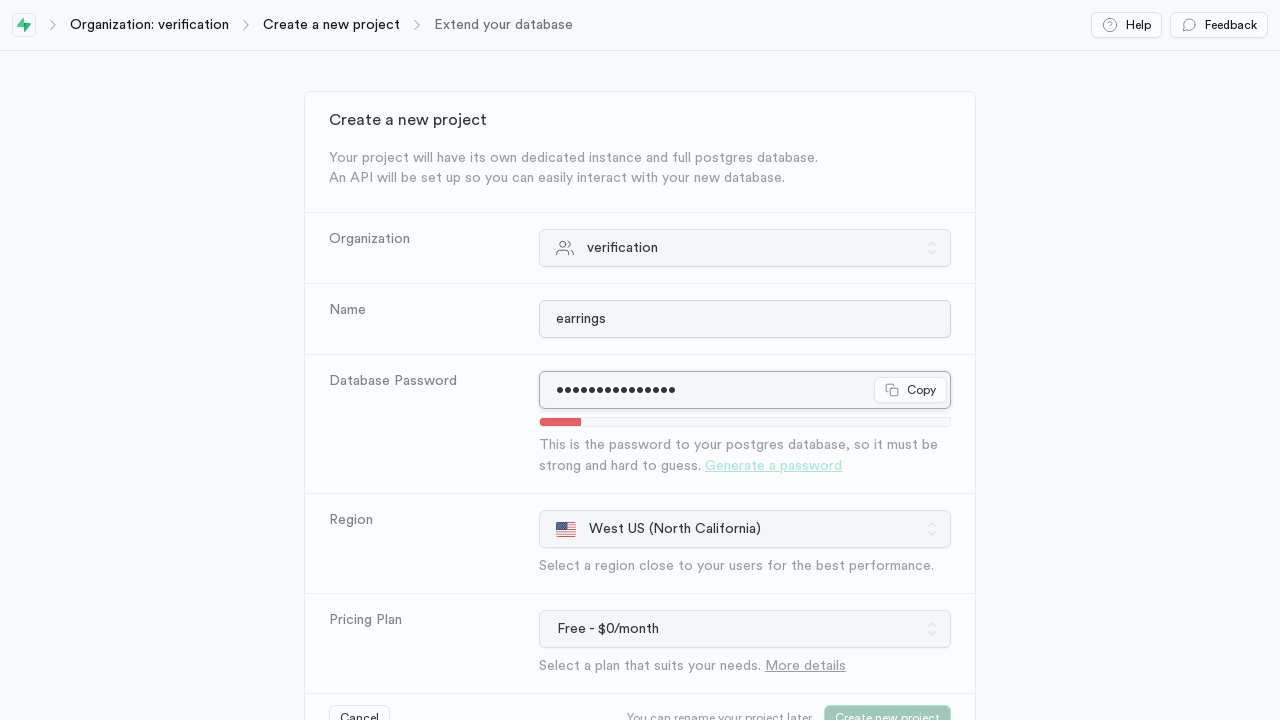 Organization: verification
Create a new project
Extend your database
Help
Feedback
Create a new project
Your project will have its own dedicated instance and full postgres database.
An API will be set up so you can easily interact with your new database.
Organization
verification
Name
earrings
Database Password
•••••••••••••••
Copy
This is the password to your postgres database, so it must be
strong and hard to guess. Generate a password
Region
West US (North California)
Select a region close to your users for the best performance.
Pricing Plan
Free - $0/month
Select a plan that suits your needs. More details
Cancel
You can rename your project later
Create new project